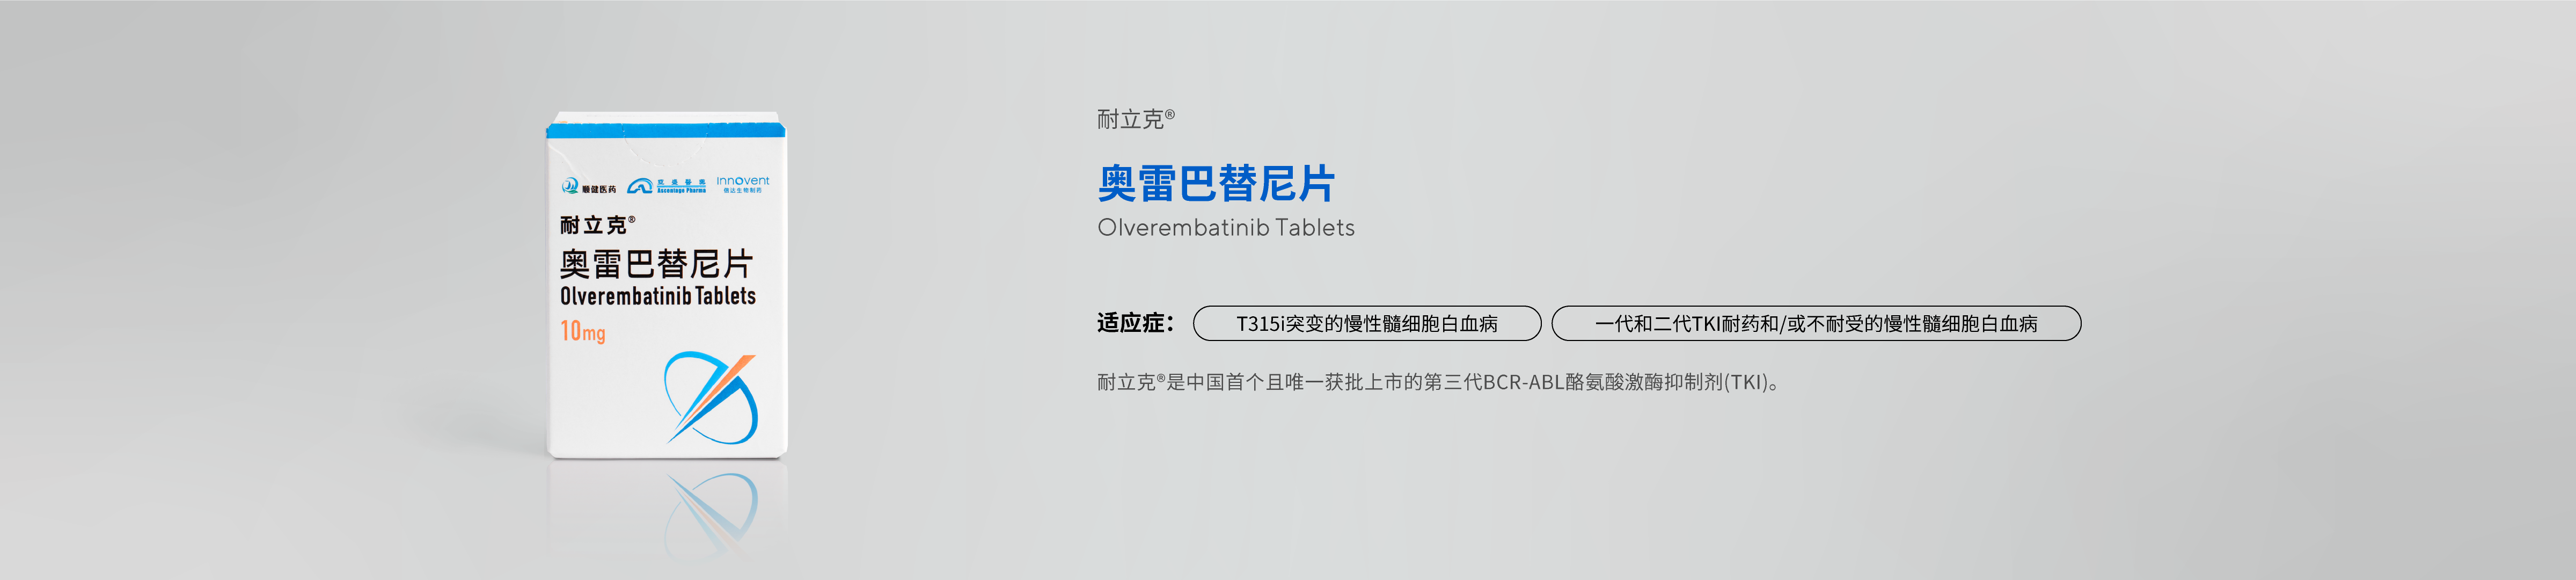 顺健医药
亞盛醫藥
Ascentage Pharma
Innovent
信达生物制药
耐立克®
奥雷巴替尼片
Olverembatinib Tablets
10mg
耐立克®
奥雷巴替尼片
Olverembatinib Tablets
适应症： T315i突变的慢性髓细胞白血病 一代和二代TKI耐药和/或不耐受的慢性髓细胞白血病
耐立克®是中国首个且唯一获批上市的第三代BCR-ABL酪氨酸激酶抑制剂(TKI)。